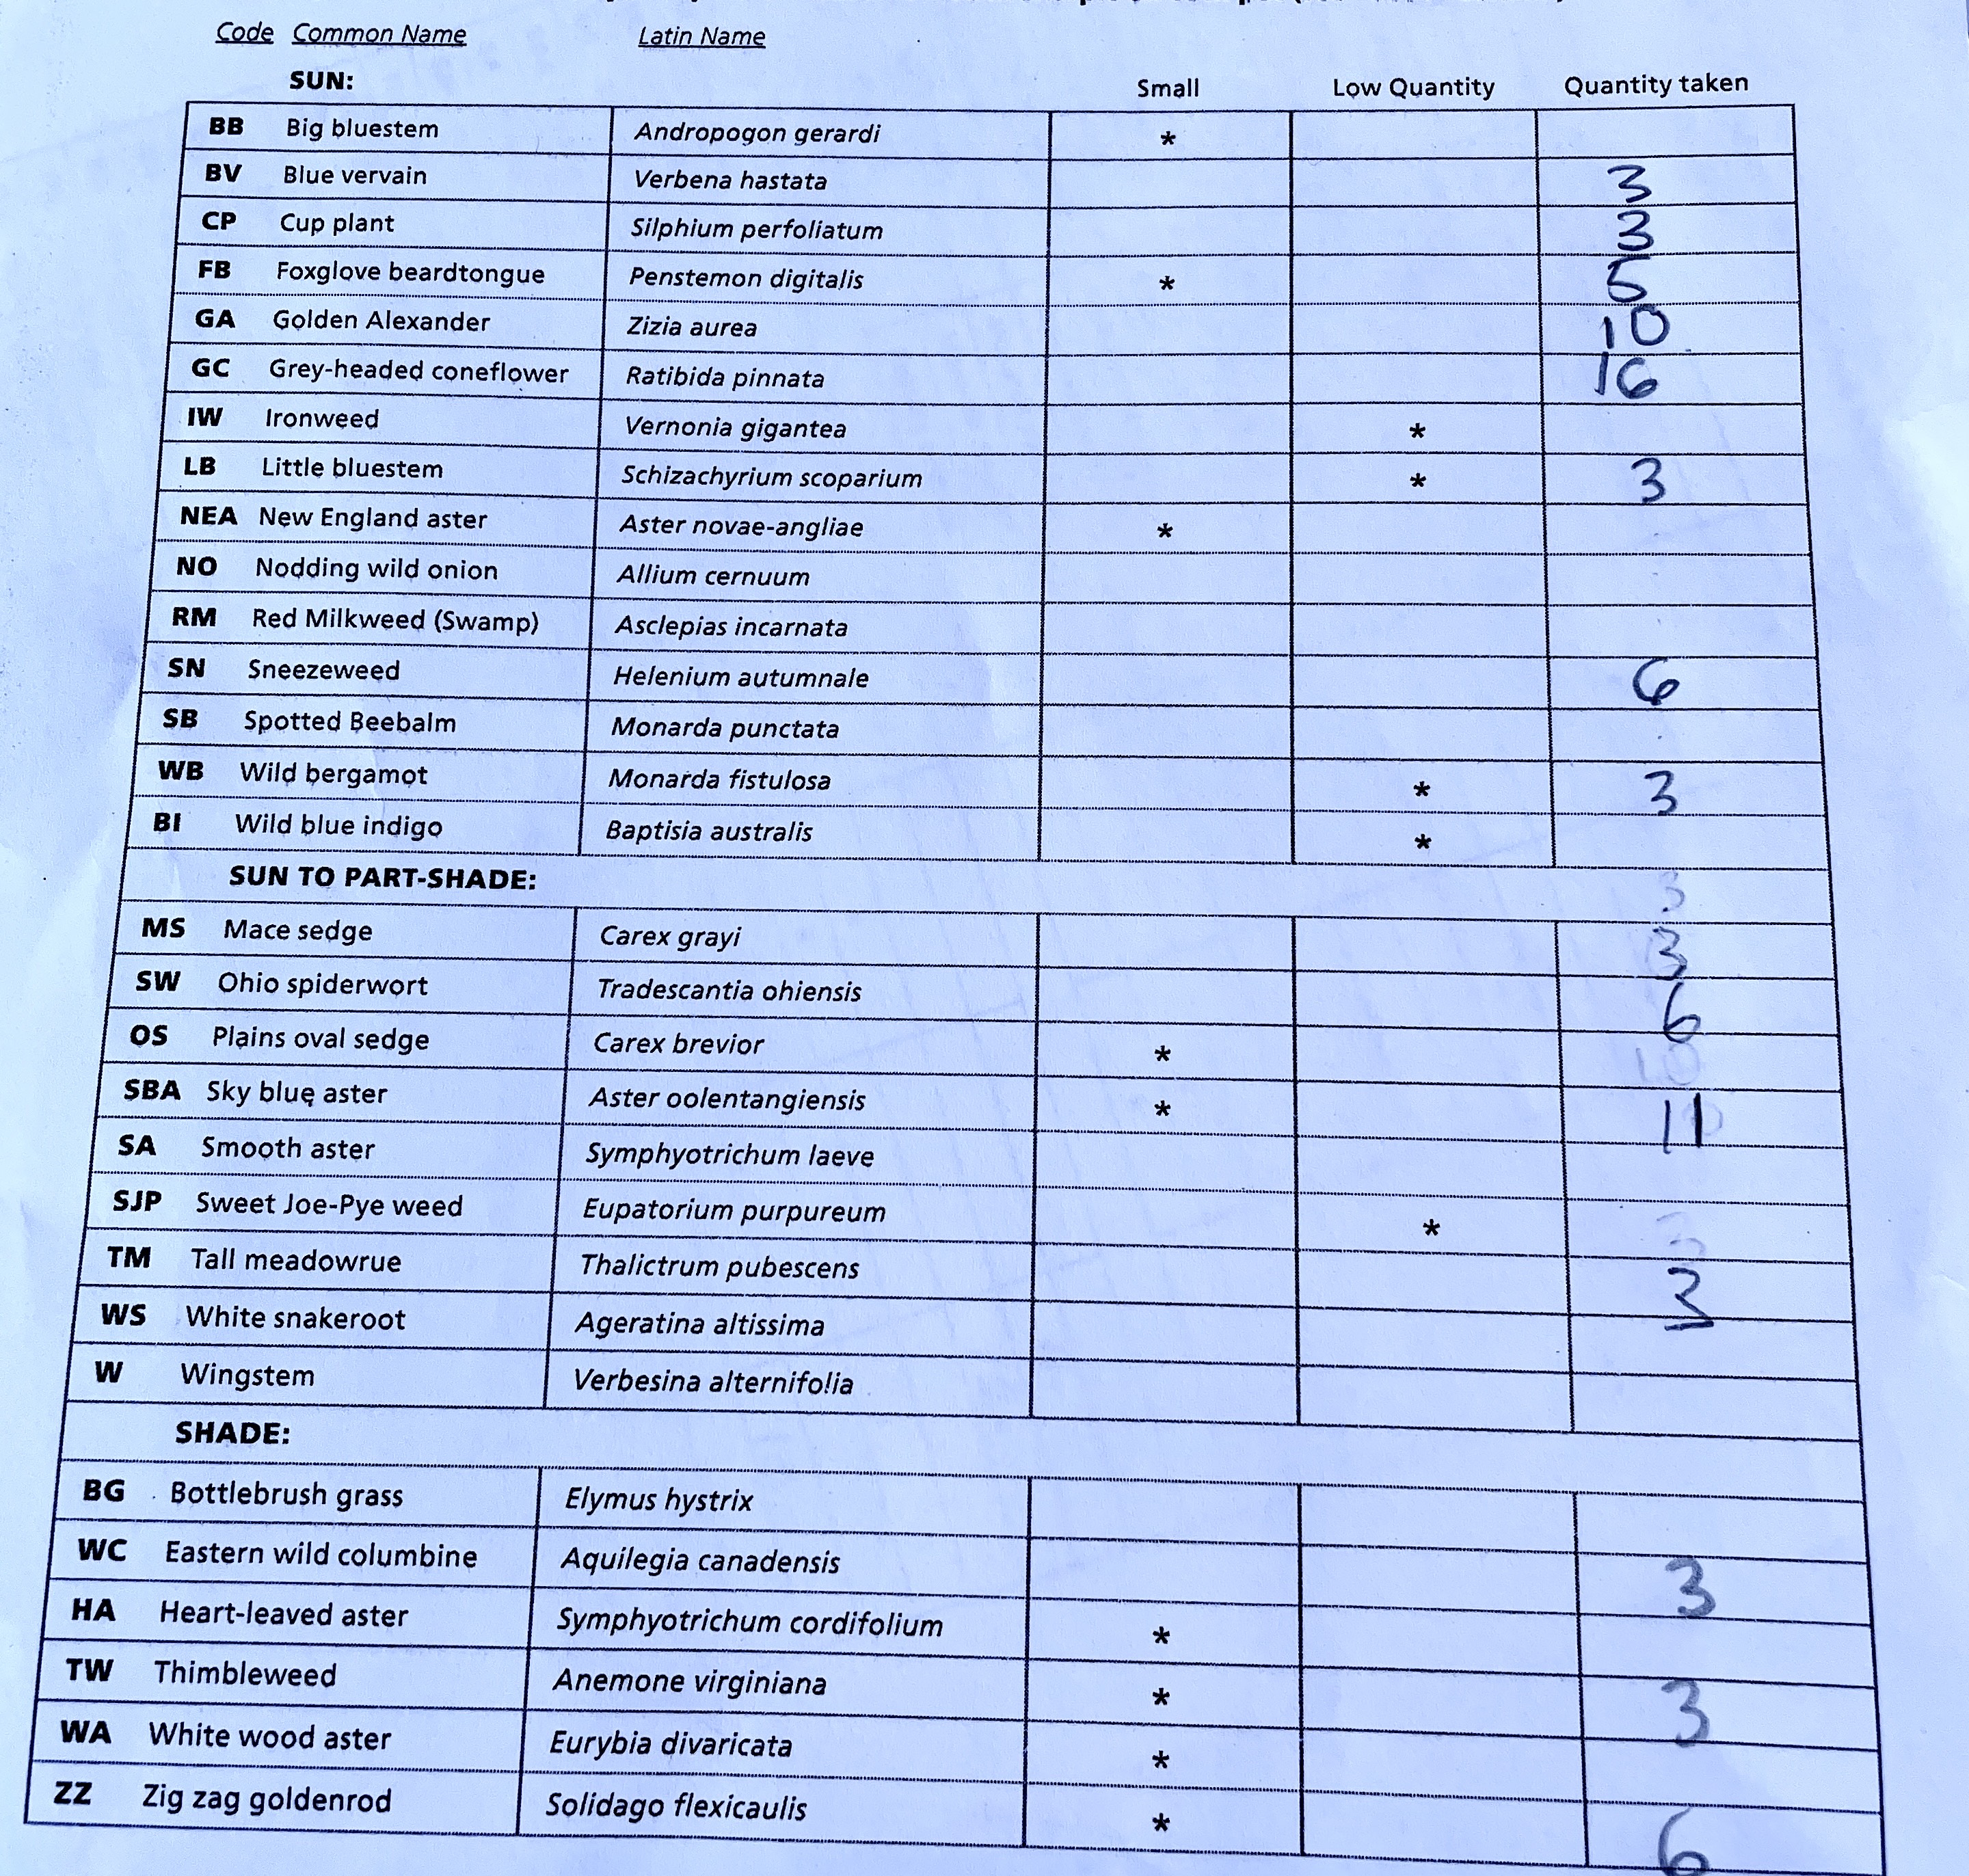 Code Common Name Latin Name
SUN: Small Low Quantity Quantity taken
BB Big bluestem Andropogon gerardi *
BV Blue vervain Verbena hastata 3
CP Cup plant Silphium perfoliatum 3
FB Foxglove beardtongue Penstemon digitalis * 5
GA Golden Alexander Zizia aurea 10
GC Grey-headed coneflower Ratibida pinnata 16
IW Ironweed Vernonia gigantea *
LB Little bluestem Schizachyrium scoparium * 3
NEA New England aster Aster novae-angliae *
NO Nodding wild onion Allium cernuum
RM Red Milkweed (Swamp) Asclepias incarnata
SN Sneezeweed Helenium autumnale 6
SB Spotted Beebalm Monarda punctata
WB Wild bergamot Monarda fistulosa * 3
BI Wild blue indigo Baptisia australis *
SUN TO PART-SHADE: 3
MS Mace sedge Carex grayi 3
SW Ohio spiderwort Tradescantia ohiensis 6
OS Plains oval sedge Carex brevior * 10
SBA Sky blue aster Aster oolentangiensis * 11
SA Smooth aster Symphyotrichum laeve
SJP Sweet Joe-Pye weed Eupatorium purpureum *
TM Tall meadowrue Thalictrum pubescens 3
WS White snakeroot Ageratina altissima
W Wingstem Verbesina alternifolia
SHADE:
BG Bottlebrush grass Elymus hystrix
WC Eastern wild columbine Aquilegia canadensis 3
HA Heart-leaved aster Symphyotrichum cordifolium *
TW Thimbleweed Anemone virginiana * 3
WA White wood aster Eurybia divaricata *
ZZ Zig zag goldenrod Solidago flexicaulis * 6